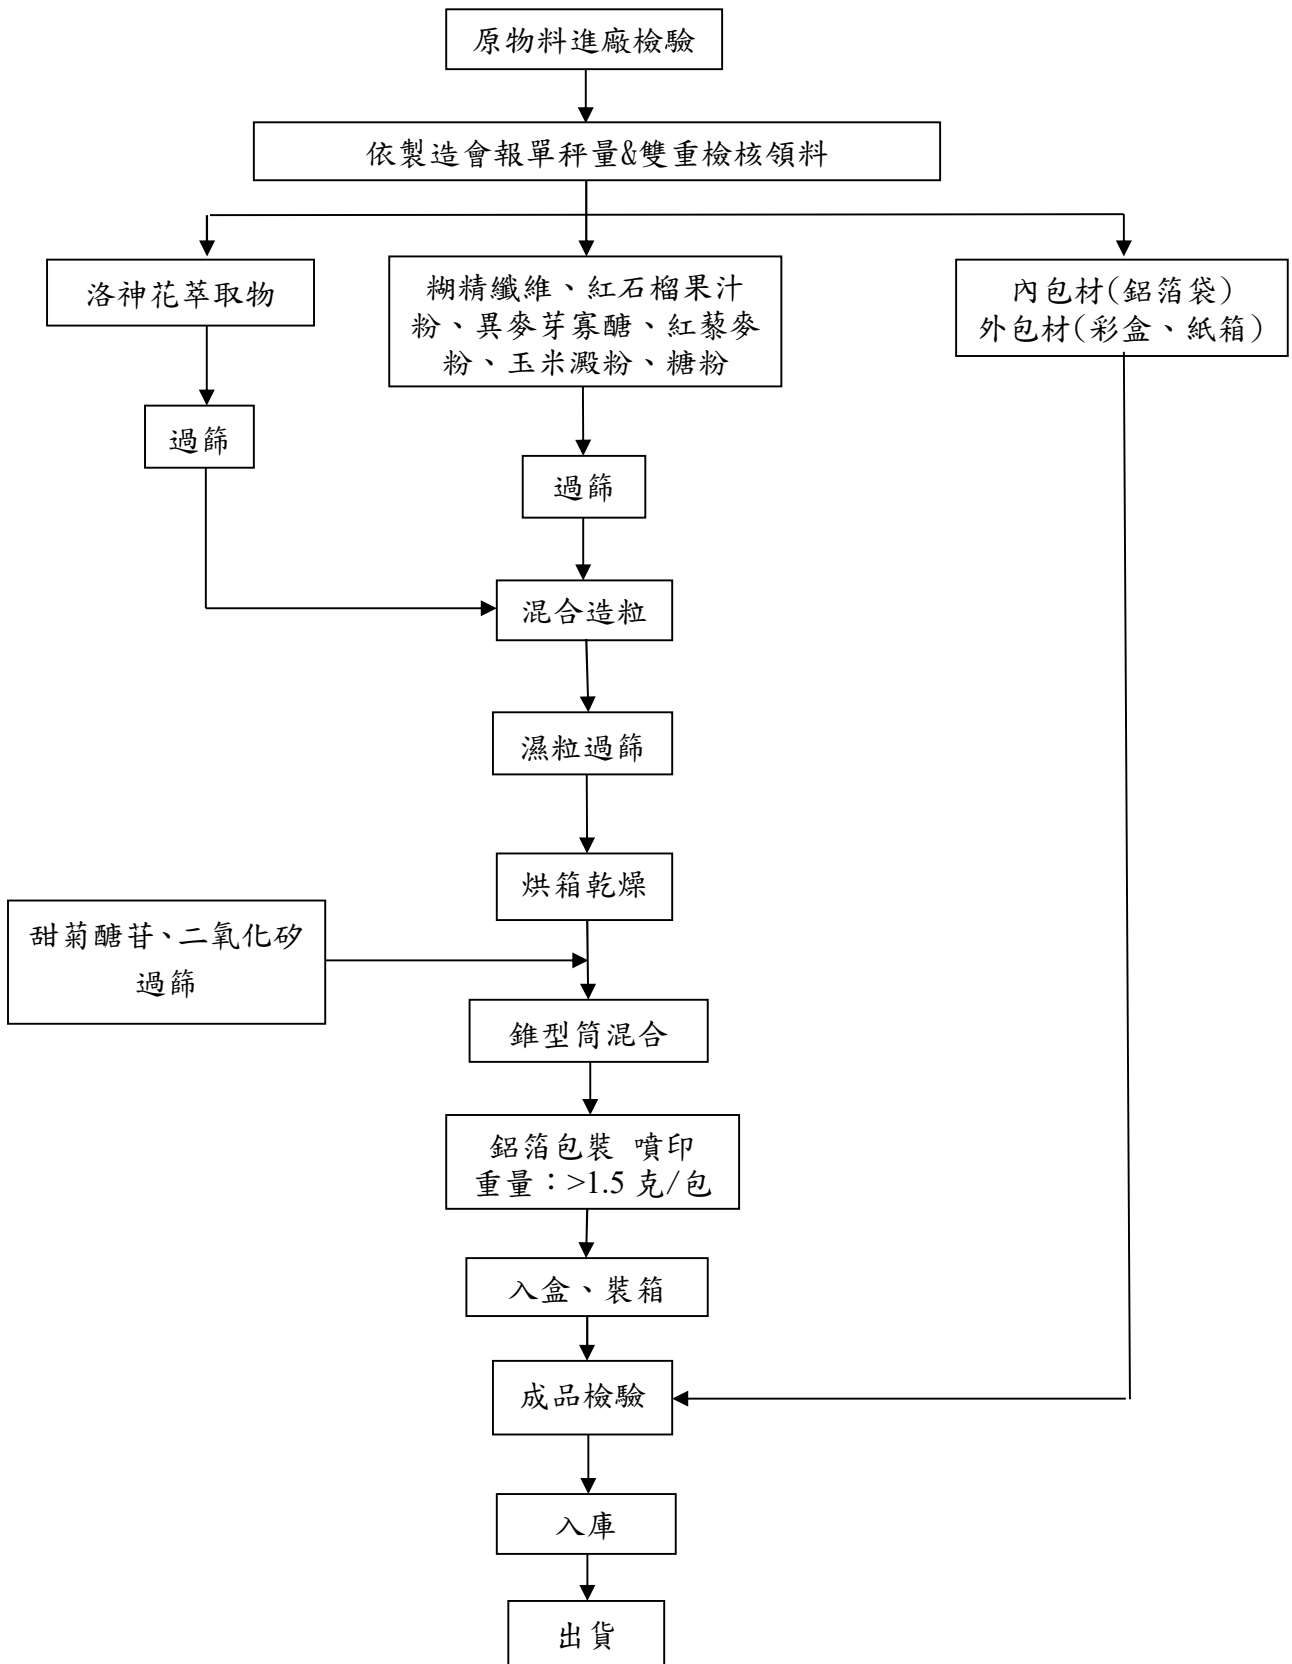 原物料進廠檢驗
依製造會報單秤量&雙重檢核領料
洛神花萃取物
糊精纖維、紅石榴果汁
粉、異麥芽寡醣、紅藜麥
粉、玉米澱粉、糖粉
內包材(鋁箔袋)
外包材(彩盒、紙箱)
過篩
過篩
混合造粒
濕粒過篩
烘箱乾燥
甜菊醣苷、二氧化矽
過篩
錐型筒混合
鋁箔包裝 噴印
重量：>1.5 克/包
入盒、裝箱
成品檢驗
入庫
出貨